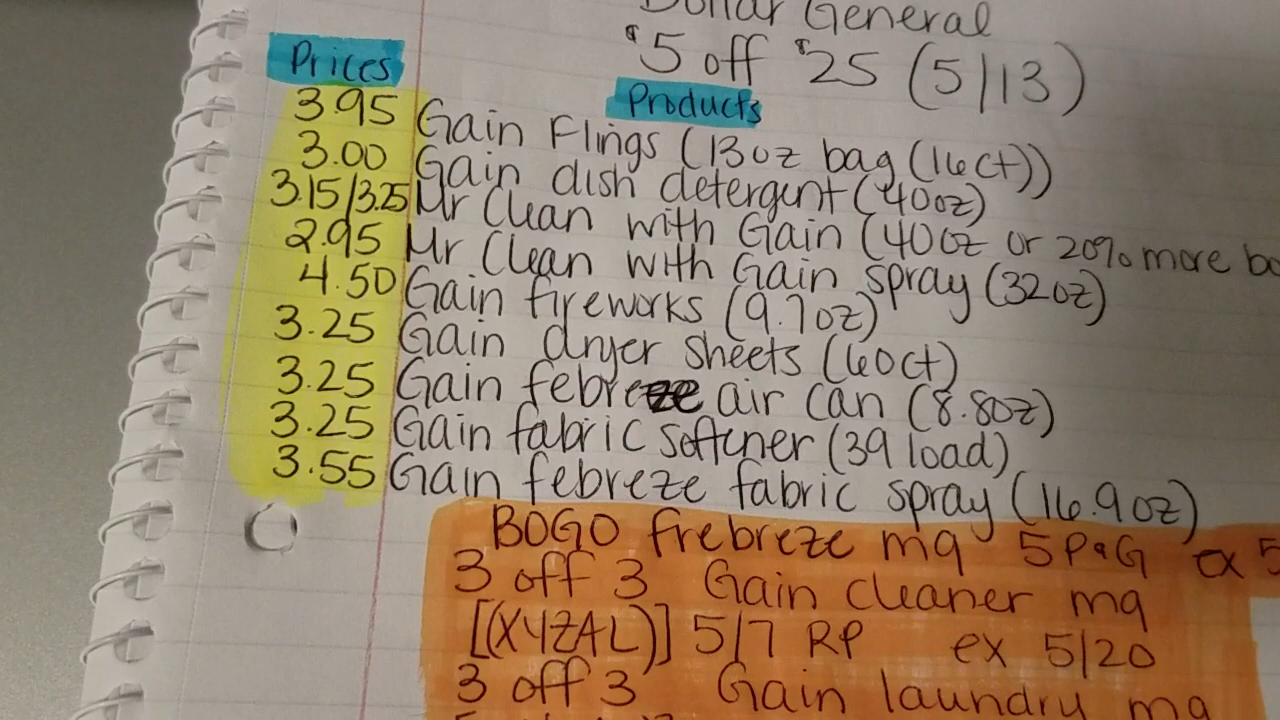 Dollar General
$5 off $25 (5/13)
Prices
Products
3.95 Gain Flings (13oz bag (16ct))
3.00 Gain dish detergent (40oz)
3.15/3.25 Mr Clean with Gain (40oz or 20% more
2.95 Mr Clean with Gain spray (32oz)
4.50 Gain fireworks (9.7oz)
3.25 Gain dryer sheets (60ct)
3.25 Gain febreze air can (8.8oz)
3.25 Gain fabric softener (39 load)
3.55 Gain febreze fabric spray (16.9oz)
BOGO frebreze mq 5 P&G ex 5
3 off 3 Gain cleaner mq
[(XYZAL)] 5/7 RP ex 5/20
3 off 3 Gain laundry mq